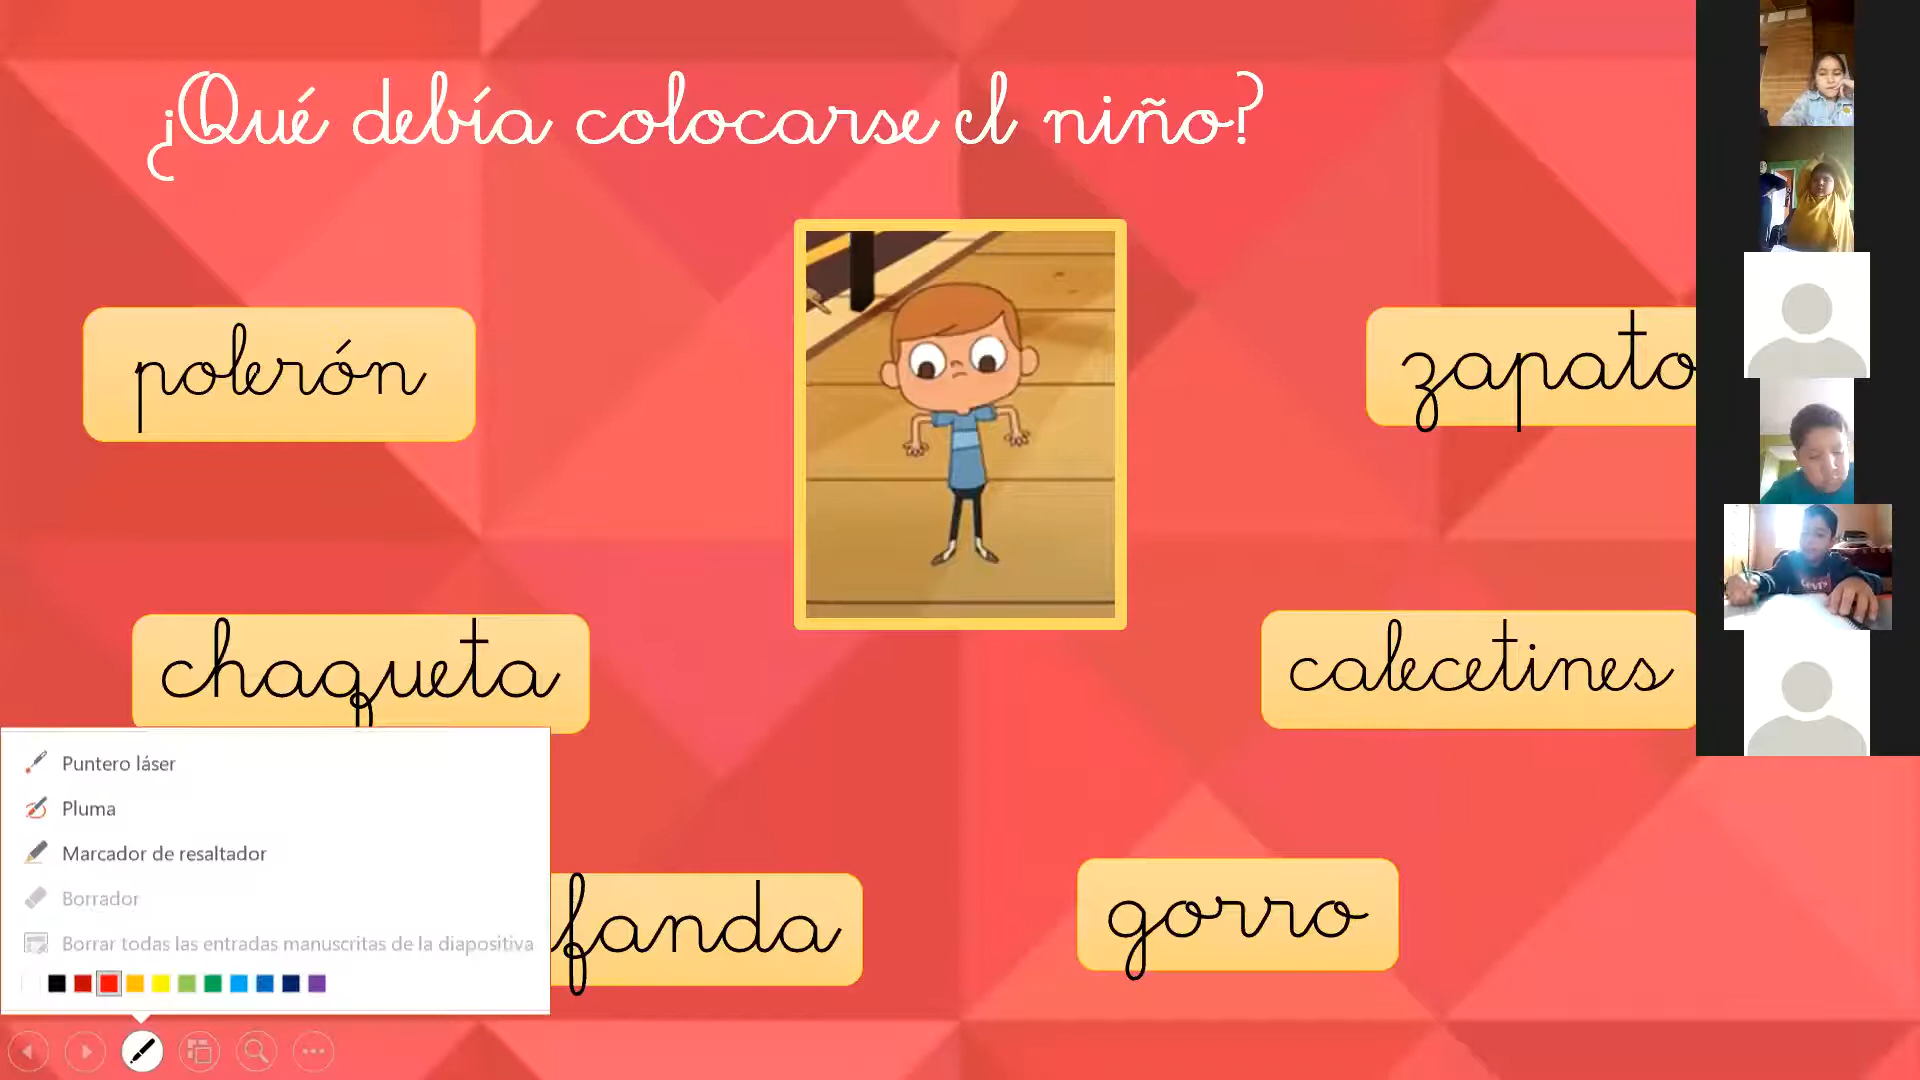 ¿Qué debía colocarse el niño?
polerón
zapato
chaqueta
calecetines
fanda
gorro
Puntero láser
Pluma
Marcador de resaltador
Borrador
Borrar todas las entradas manuscritas de la diapositiva